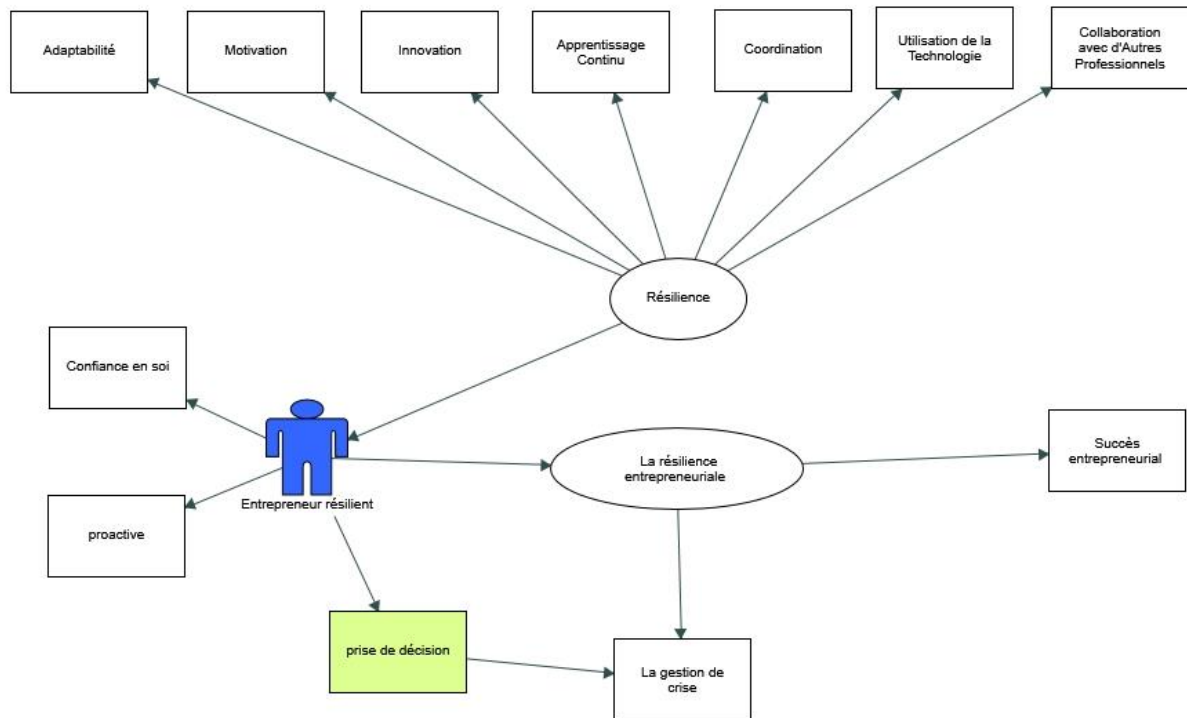 Adaptabilité
Motivation
Innovation
Apprentissage
Continu
Coordination
Utilisation de la
Technologie
Collaboration
avec d'Autres
Professionnels
Résilience
Confiance en soi
Entrepreneur résilient
proactive
La résilience
entrepreneuriale
Succès
entrepreneurial
prise de décision
La gestion de
crise